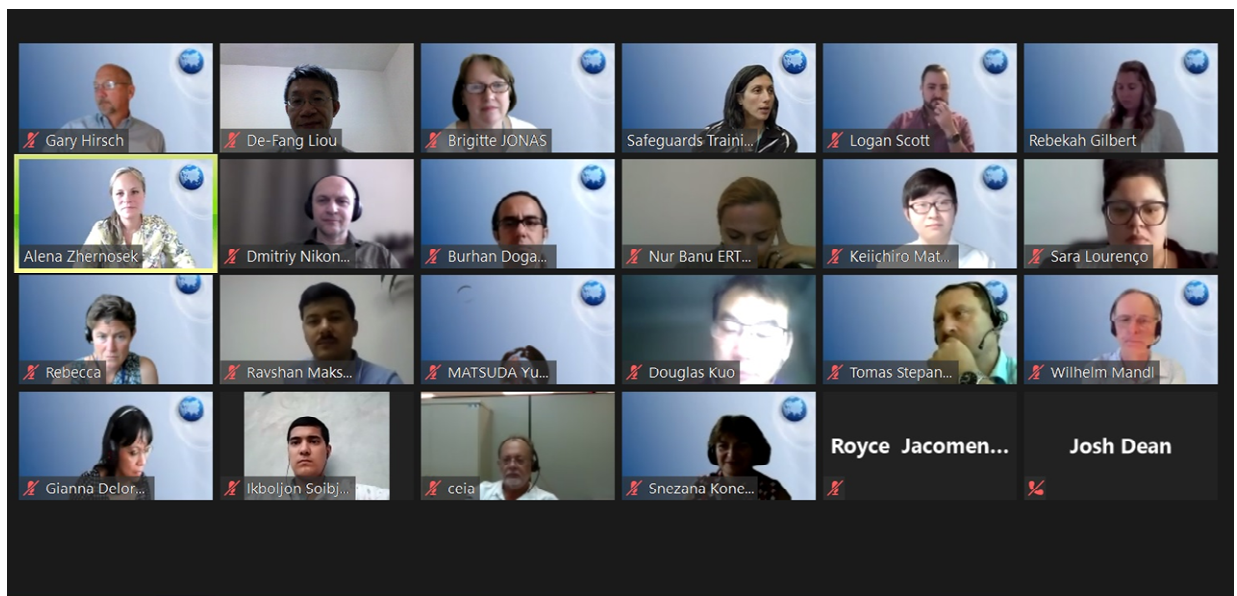 Gary Hirsch
De-Fang Liou
Brigitte JONAS
Safeguards Traini...
Logan Scott
Rebekah Gilbert
Alena Zhernosek
Dmitriy Nikon...
Burhan Doga...
Nur Banu ERT...
Keiichiro Mat...
Sara Lourenço
Rebecca
Ravshan Maks...
MATSUDA Yu...
Douglas Kuo
Tomas Stepan...
Wilhelm Mandl
Gianna Delor...
Ikboljon Soibj...
ceia
Snezana Kone...
Royce Jacomen...
Josh Dean